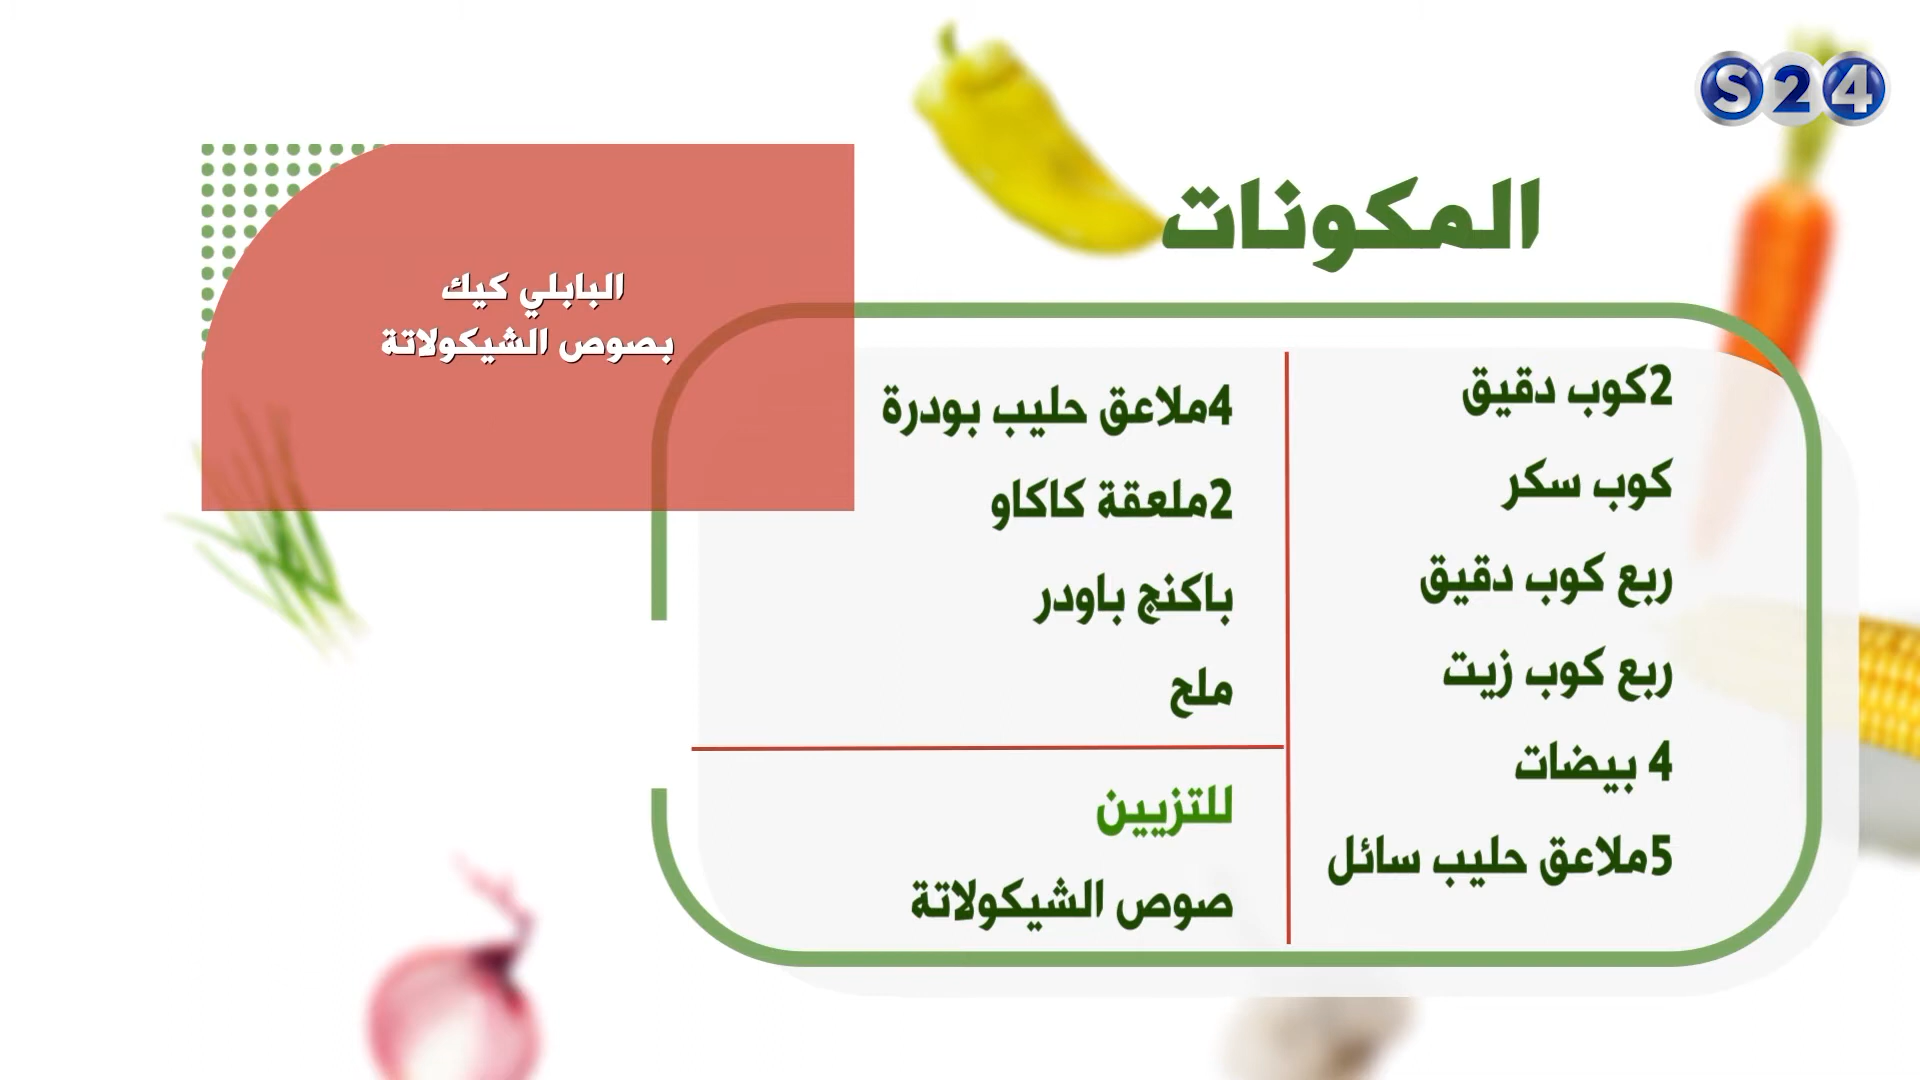 S24
المكونات
البابلي كيك
بصوص الشيكولاتة
2كوب دقيق
كوب سكر
ربع كوب دقيق
ربع كوب زيت
4 بيضات
5ملاعق حليب سائل
4ملاعق حليب بودرة
2ملعقة كاكاو
باكنج باودر
ملح
للتزيين
صوص الشيكولاتة